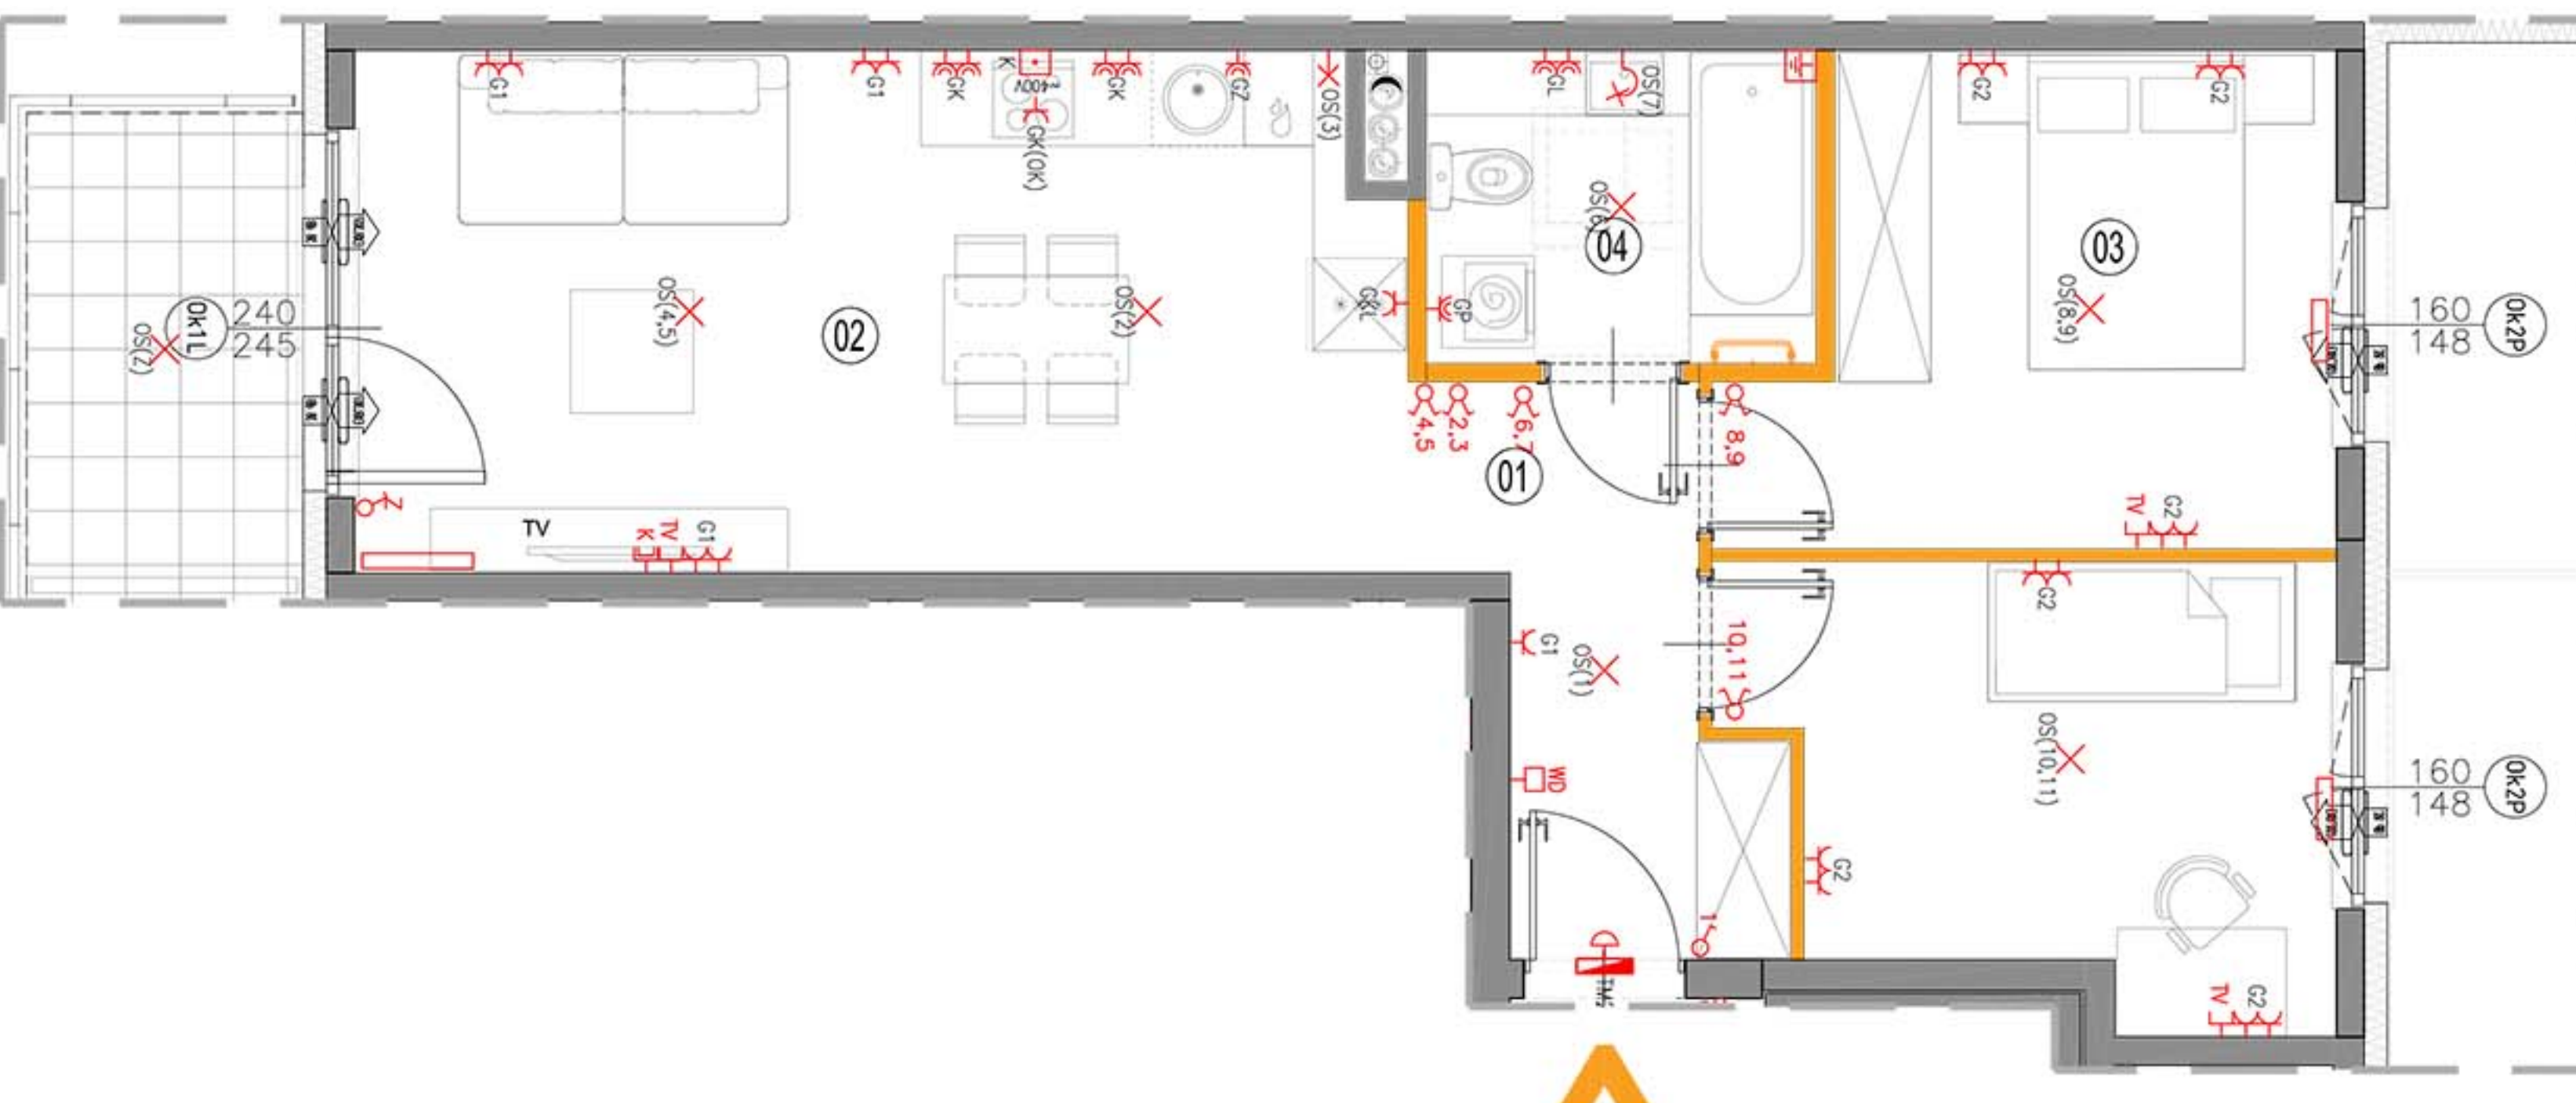 G1
G1
GK
K
~400V
GK(OK)
GK
GZ
OS(3)
GL
OS(7)
G2
G2
OS(6)
04
03
OS(8,9)
Ok1L
240
245
OS(Z)
OS(4,5)
02
OS(2)
GP
160
148
Ok2P
4,5
2,3
6,7
8,9
01
Z
TV
K
TV
G1
TV
G2
G2
G1
OS(1)
10,11
OS(10,11)
WD
160
148
Ok2P
G2
1
TMS
TV
G2